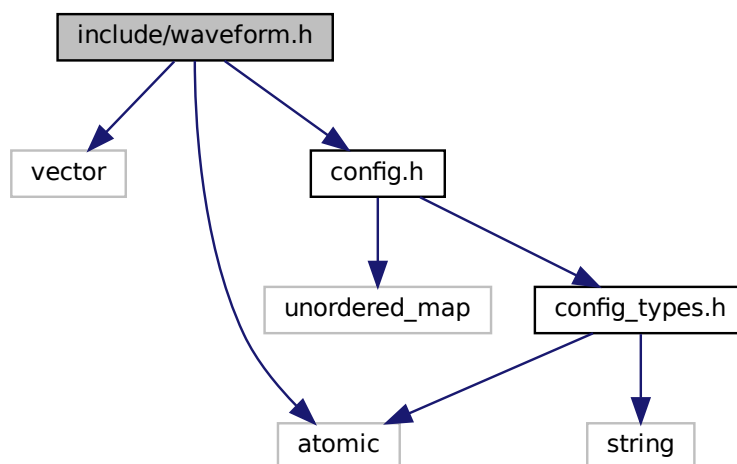 include/waveform.h
vector
config.h
unordered_map
config_types.h
atomic
string